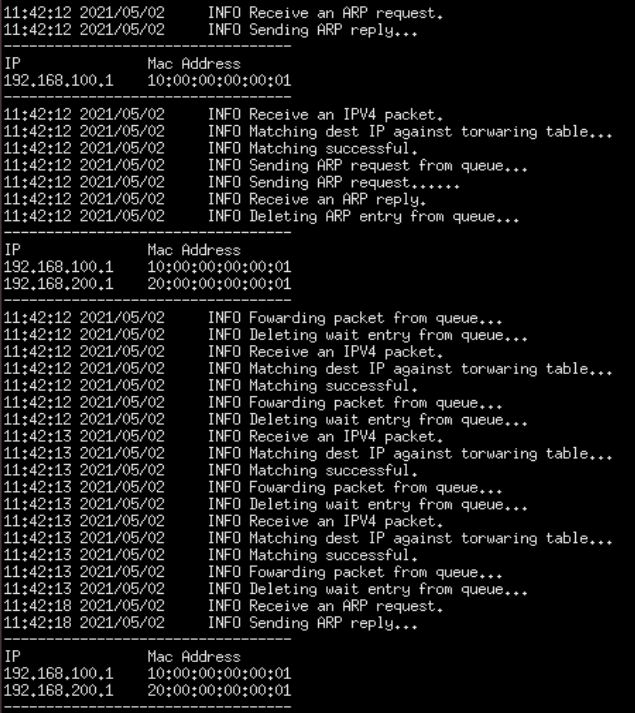 11:42:12 2021/05/02 INFO Receive an ARP request.
11:42:12 2021/05/02 INFO Sending ARP reply...
----------------------------------
IP Mac Address
192.168.100.1 10:00:00:00:00:01
----------------------------------
11:42:12 2021/05/02 INFO Receive an IPV4 packet.
11:42:12 2021/05/02 INFO Matching dest IP against torwaring table...
11:42:12 2021/05/02 INFO Matching successful.
11:42:12 2021/05/02 INFO Sending ARP request from queue...
11:42:12 2021/05/02 INFO Sending ARP request......
11:42:12 2021/05/02 INFO Receive an ARP reply.
11:42:12 2021/05/02 INFO Deleting ARP entry from queue...
----------------------------------
IP Mac Address
192.168.100.1 10:00:00:00:00:01
192.168.200.1 20:00:00:00:00:01
----------------------------------
11:42:12 2021/05/02 INFO Fowarding packet from queue...
11:42:12 2021/05/02 INFO Deleting wait entry from queue...
11:42:12 2021/05/02 INFO Receive an IPV4 packet.
11:42:12 2021/05/02 INFO Matching dest IP against torwaring table...
11:42:12 2021/05/02 INFO Matching successful.
11:42:12 2021/05/02 INFO Fowarding packet from queue...
11:42:12 2021/05/02 INFO Deleting wait entry from queue...
11:42:13 2021/05/02 INFO Receive an IPV4 packet.
11:42:13 2021/05/02 INFO Matching dest IP against torwaring table...
11:42:13 2021/05/02 INFO Matching successful.
11:42:13 2021/05/02 INFO Fowarding packet from queue...
11:42:13 2021/05/02 INFO Deleting wait entry from queue...
11:42:13 2021/05/02 INFO Receive an IPV4 packet.
11:42:13 2021/05/02 INFO Matching dest IP against torwaring table...
11:42:13 2021/05/02 INFO Matching successful.
11:42:13 2021/05/02 INFO Fowarding packet from queue...
11:42:13 2021/05/02 INFO Deleting wait entry from queue...
11:42:18 2021/05/02 INFO Receive an ARP request.
11:42:18 2021/05/02 INFO Sending ARP reply...
----------------------------------
IP Mac Address
192.168.100.1 10:00:00:00:00:01
192.168.200.1 20:00:00:00:00:01
----------------------------------